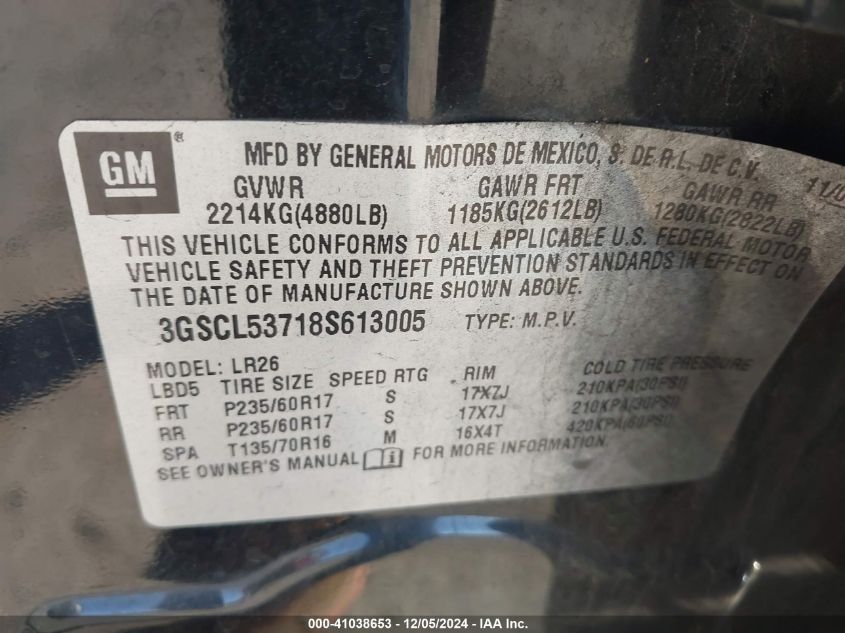 GM ®
MFD BY GENERAL MOTORS DE MEXICO, S. DE R.L. DE C.V.
GVWR GAWR FRT GAWR RR
2214KG(4880LB) 1185KG(2612LB) 1280KG(2822LB)
THIS VEHICLE CONFORMS TO ALL APPLICABLE U.S. FEDERAL MOTOR
VEHICLE SAFETY AND THEFT PREVENTION STANDARDS IN EFFECT ON
THE DATE OF MANUFACTURE SHOWN ABOVE.
3GSCL53718S613005 TYPE: M.P.V.
MODEL: LR26
LBD5 TIRE SIZE SPEED RTG RIM COLD TIRE PRESSURE
FRT P235/60R17 S 17X7J 210KPA(30PSI)
RR P235/60R17 S 17X7J 210KPA(30PSI)
SPA T135/70R16 M 16X4T 420KPA(60PSI)
SEE OWNER'S MANUAL i FOR MORE INFORMATION.
000-41038653 - 12/05/2024 - IAA Inc.